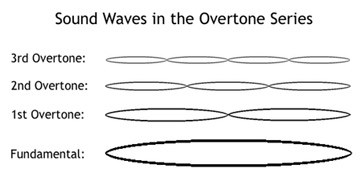 Sound Waves in the Overtone Series
3rd Overtone:
2nd Overtone:
1st Overtone:
Fundamental: